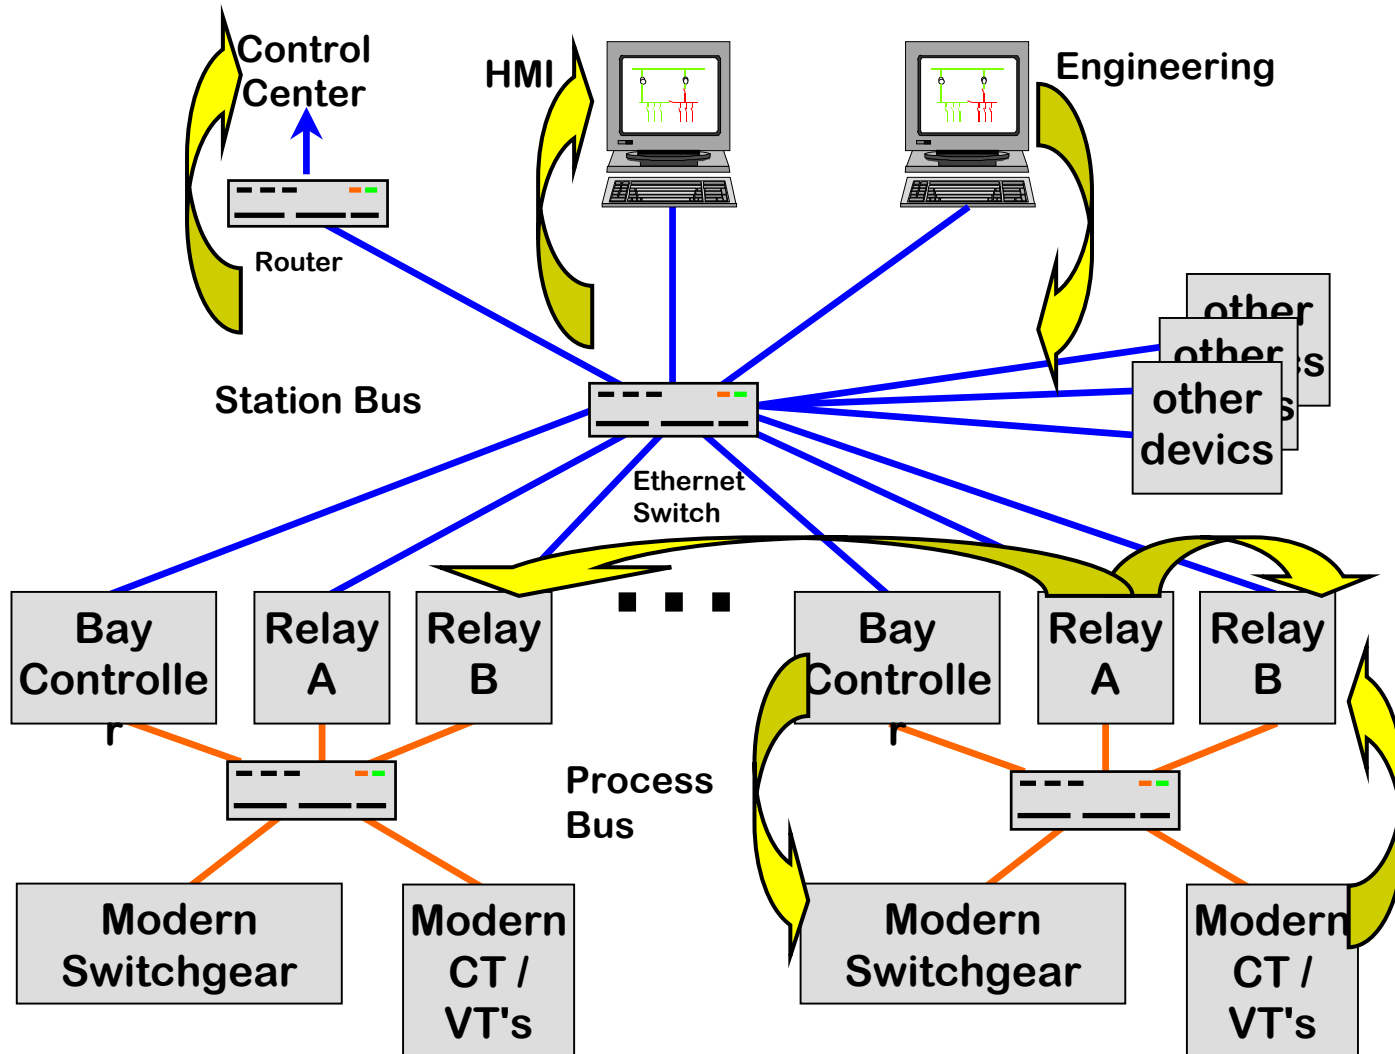 Control
Center
HMI
Engineering
Router
other
cs
other
s
other
devics
Station Bus
Ethernet
Switch
Bay
Controlle
r
Relay
A
Relay
B
Bay
Controlle
r
Relay
A
Relay
B
Process
Bus
Modern
Switchgear
Modern
CT /
VT's
Modern
Switchgear
Modern
CT /
VT's